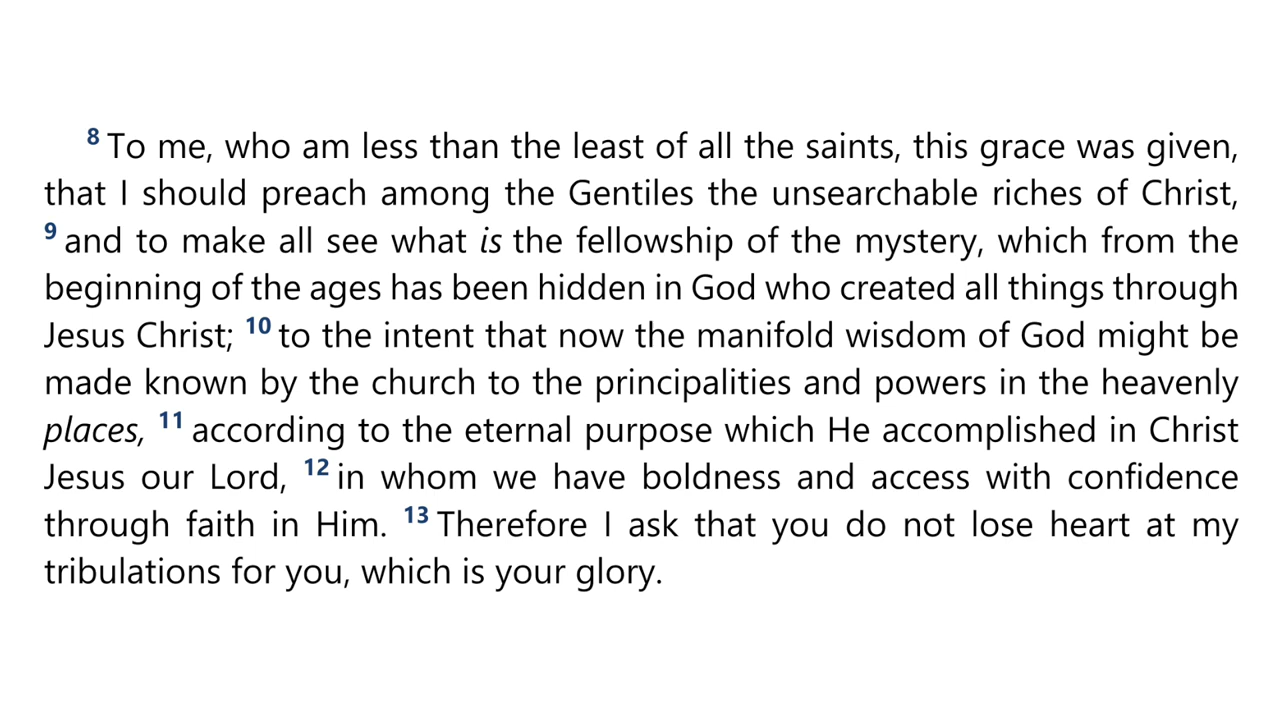 8 To me, who am less than the least of all the saints, this grace was given,
that I should preach among the Gentiles the unsearchable riches of Christ,
9 and to make all see what is the fellowship of the mystery, which from the
beginning of the ages has been hidden in God who created all things through
Jesus Christ; 10 to the intent that now the manifold wisdom of God might be
made known by the church to the principalities and powers in the heavenly
places, 11 according to the eternal purpose which He accomplished in Christ
Jesus our Lord, 12 in whom we have boldness and access with confidence
through faith in Him. 13 Therefore I ask that you do not lose heart at my
tribulations for you, which is your glory.